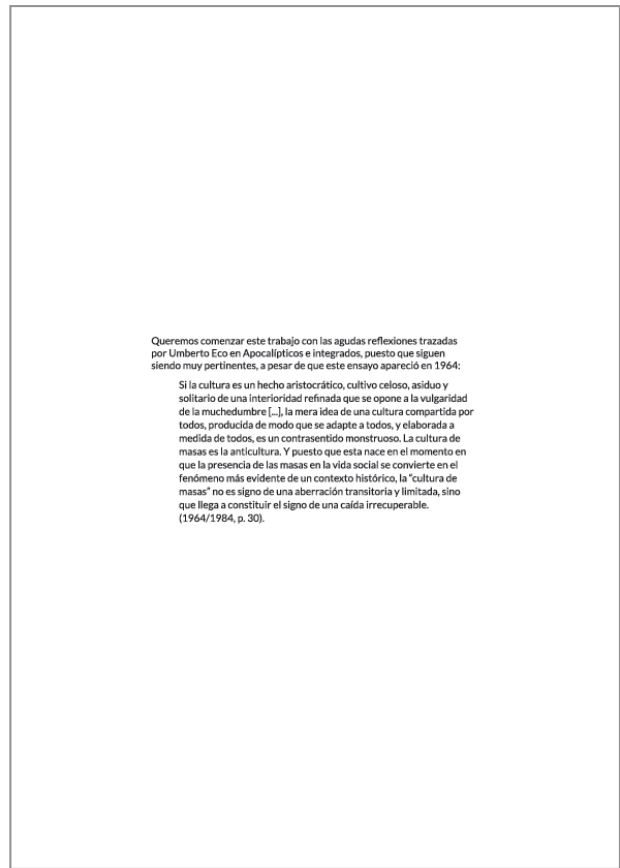 Queremos comenzar este trabajo con las agudas reflexiones trazadas
por Umberto Eco en Apocalípticos e integrados, puesto que siguen
siendo muy pertinentes, a pesar de que este ensayo apareció en 1964:
Si la cultura es un hecho aristocrático, cultivo celoso, asiduo y
solitario de una interioridad refinada que se opone a la vulgaridad
de la muchedumbre [...], la mera idea de una cultura compartida por
todos, producida de modo que se adapte a todos, y elaborada a
medida de todos, es un contrasentido monstruoso. La cultura de
masas es la anticultura. Y puesto que esta nace en el momento en
que la presencia de las masas en la vida social se convierte en el
fenómeno más evidente de un contexto histórico, la “cultura de
masas” no es signo de una aberración transitoria y limitada, sino
que llega a constituir el signo de una caída irrecuperable.
(1964/1984, p. 30).